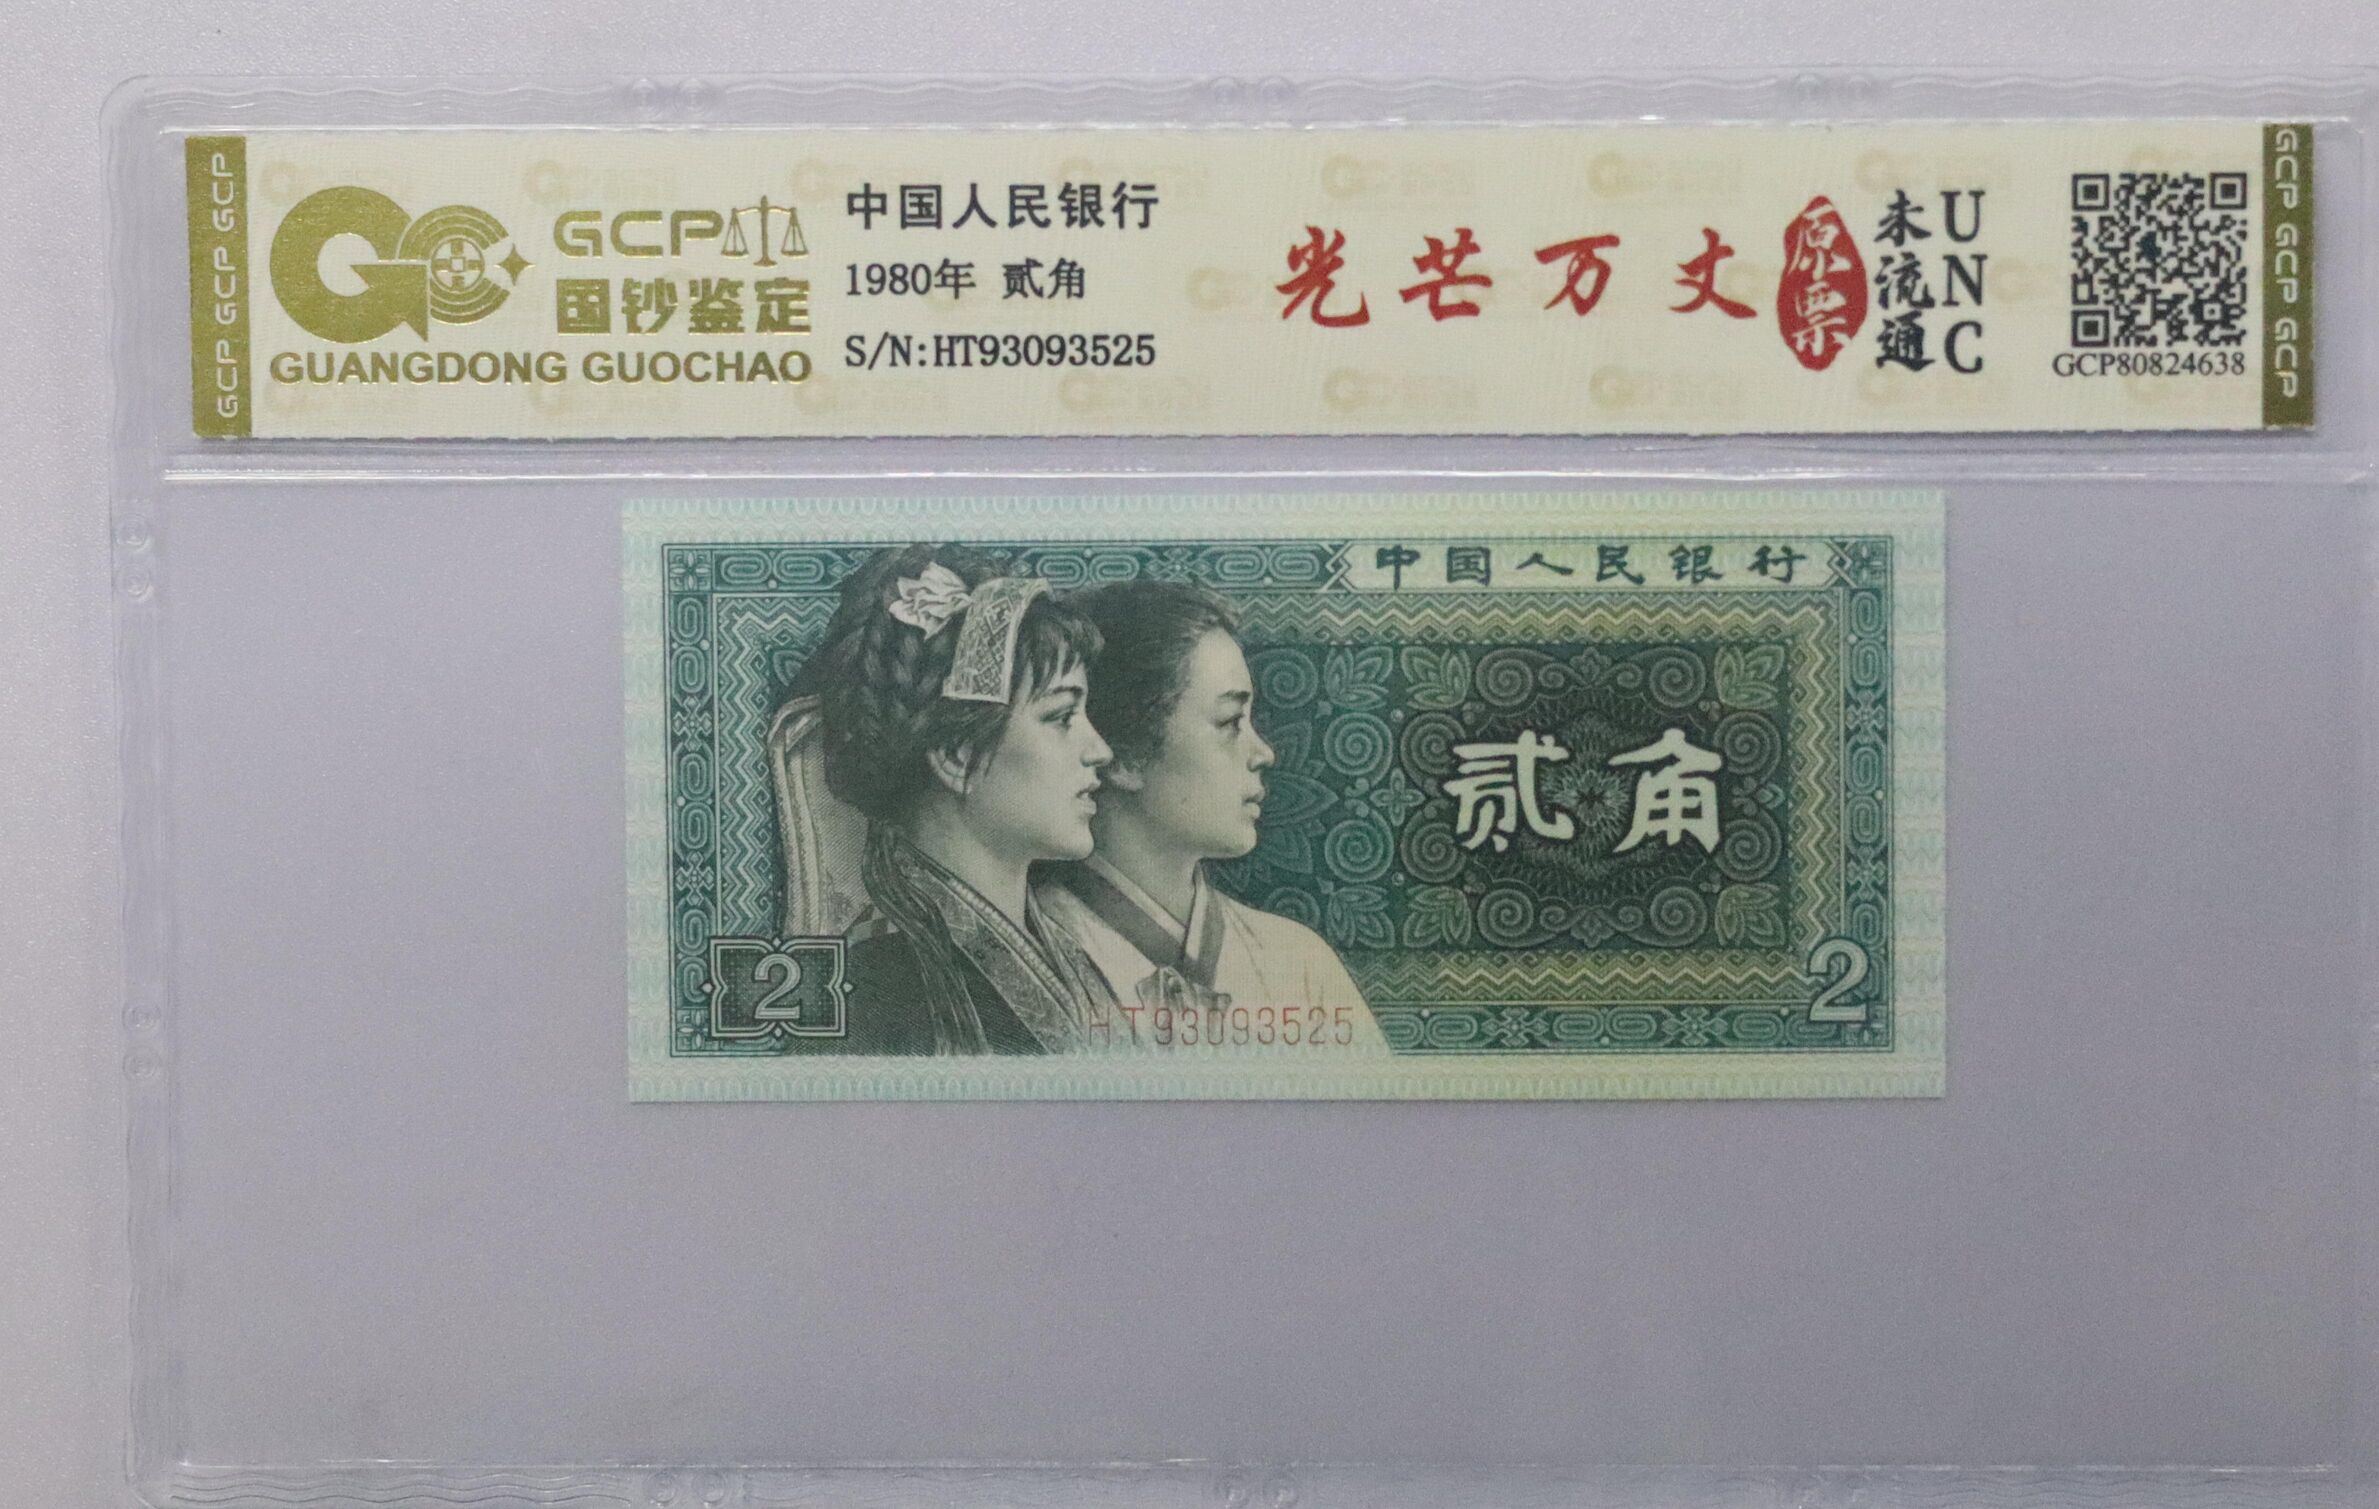 GCP GCP GCP
GCP
国钞鉴定
GUANGDONG GUOCHAO
中国人民银行
1980年 贰角
S/N:HT93093525
光芒万丈
原票
未流通
UNC
GCP80824638
GCP GCP GCP
中国人民银行
贰角
2
2
HT93093525